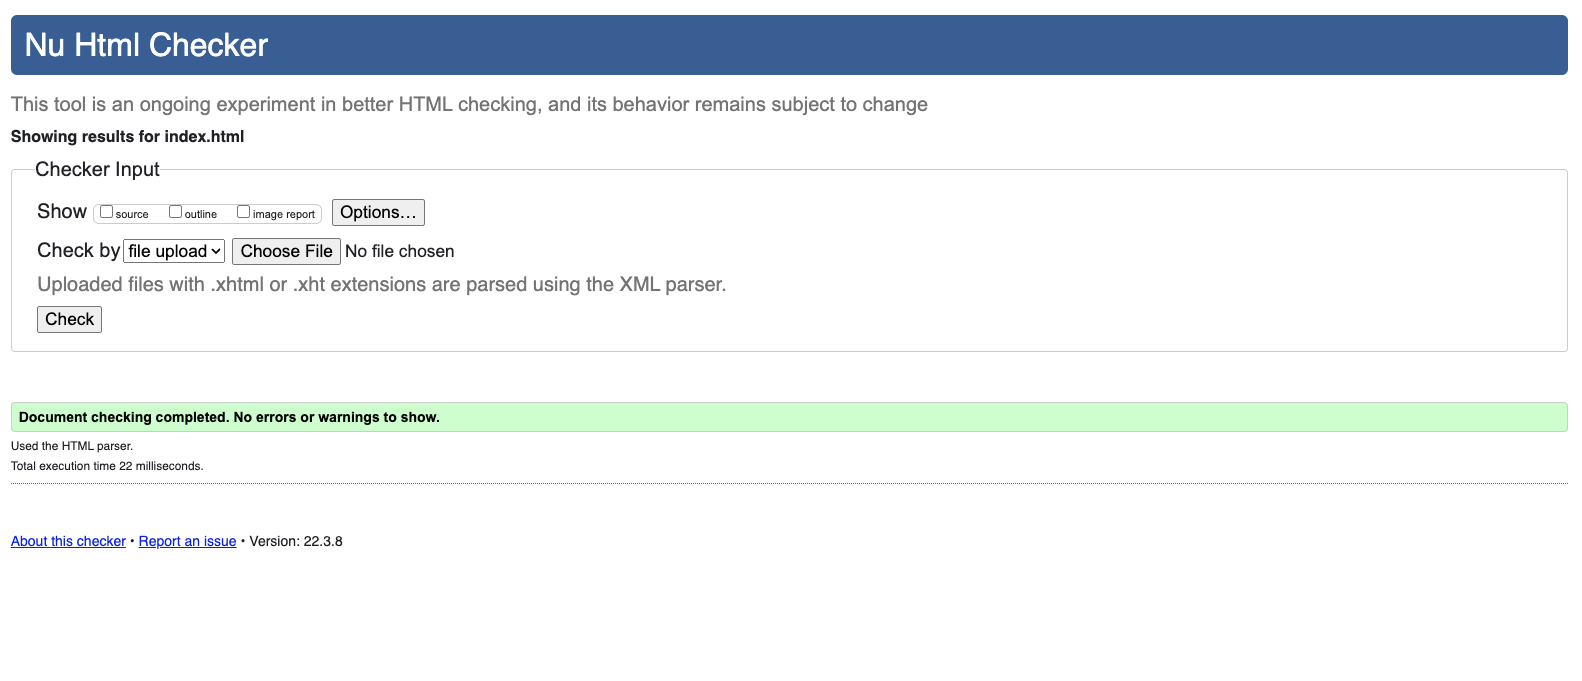 Nu Html Checker
This tool is an ongoing experiment in better HTML checking, and its behavior remains subject to change
Showing results for index.html
Checker Input
Show source outline image report Options...
Check by file upload Choose File No file chosen
Uploaded files with .xhtml or .xht extensions are parsed using the XML parser.
Check
Document checking completed. No errors or warnings to show.
Used the HTML parser.
Total execution time 22 milliseconds.
About this checker • Report an issue • Version: 22.3.8